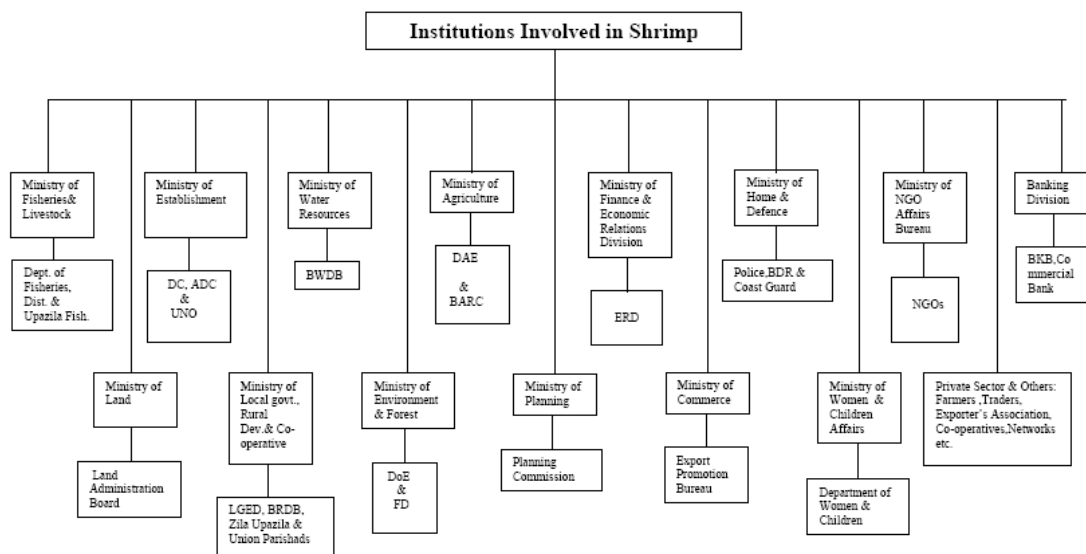 Institutions Involved in Shrimp
Ministry of
Fisheries&
Livestock
Dept. of
Fisheries,
Dist. &
Upazila Fish.
Ministry of
Establishment
DC, ADC
&
UNO
Ministry of
Water
Resources
BWDB
Ministry of
Agriculture
DAE
&
BARC
Ministry of
Finance &
Economic
Relations
Division
ERD
Ministry of
Home &
Defence
Police,BDR &
Coast Guard
Ministry of
NGO
Affairs
Bureau
NGOs
Banking
Division
BKB,Co
mmercial
Bank
Ministry of
Land
Land
Administration
Board
Ministry of
Local govt.,
Rural
Dev.& Co-
operative
LGED, BRDB,
Zila Upazila &
Union Parishads
Ministry of
Environment
& Forest
DoE
&
FD
Ministry of
Planning
Planning
Commission
Ministry of
Commerce
Export
Promotion
Bureau
Ministry of
Women &
Children
Affairs
Department of
Women &
Children
Private Sector & Others:
Farmers ,Traders,
Exporter's Association,
Co-operatives,Networks
etc.